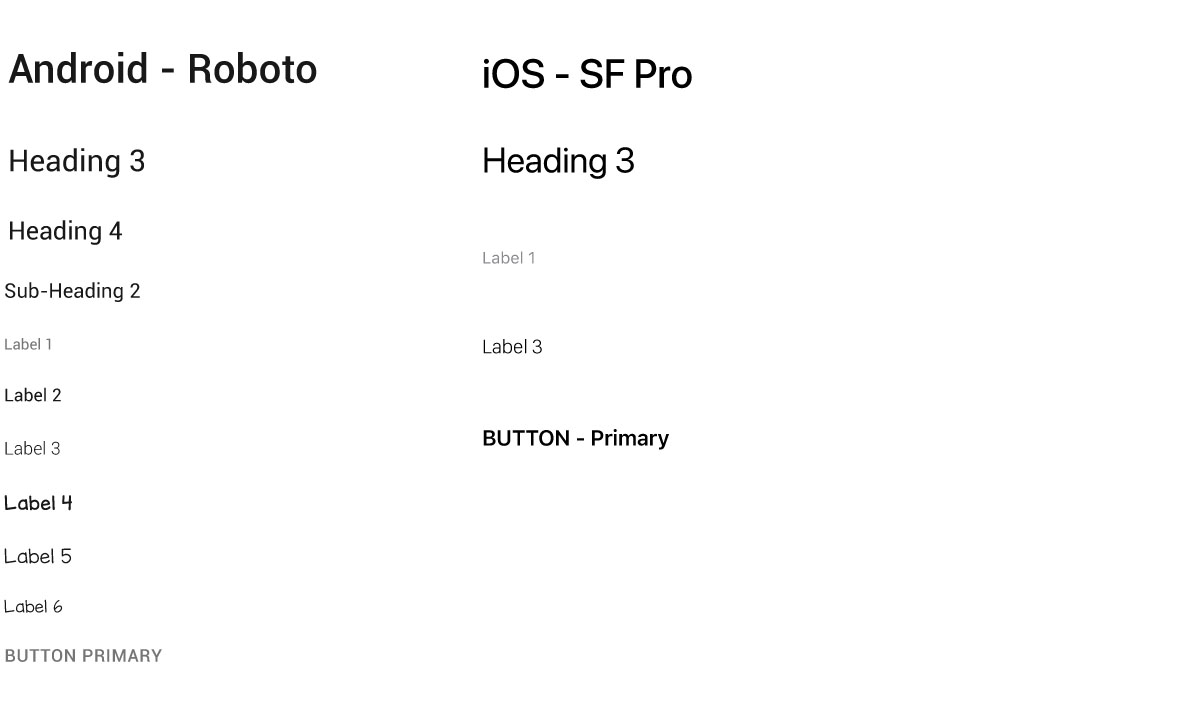 Android - Roboto
Heading 3
Heading 4
Sub-Heading 2
Label 1
Label 2
Label 3
Label 4
Label 5
Label 6
BUTTON PRIMARY
iOS - SF Pro
Heading 3
Label 1
Label 3
BUTTON - Primary